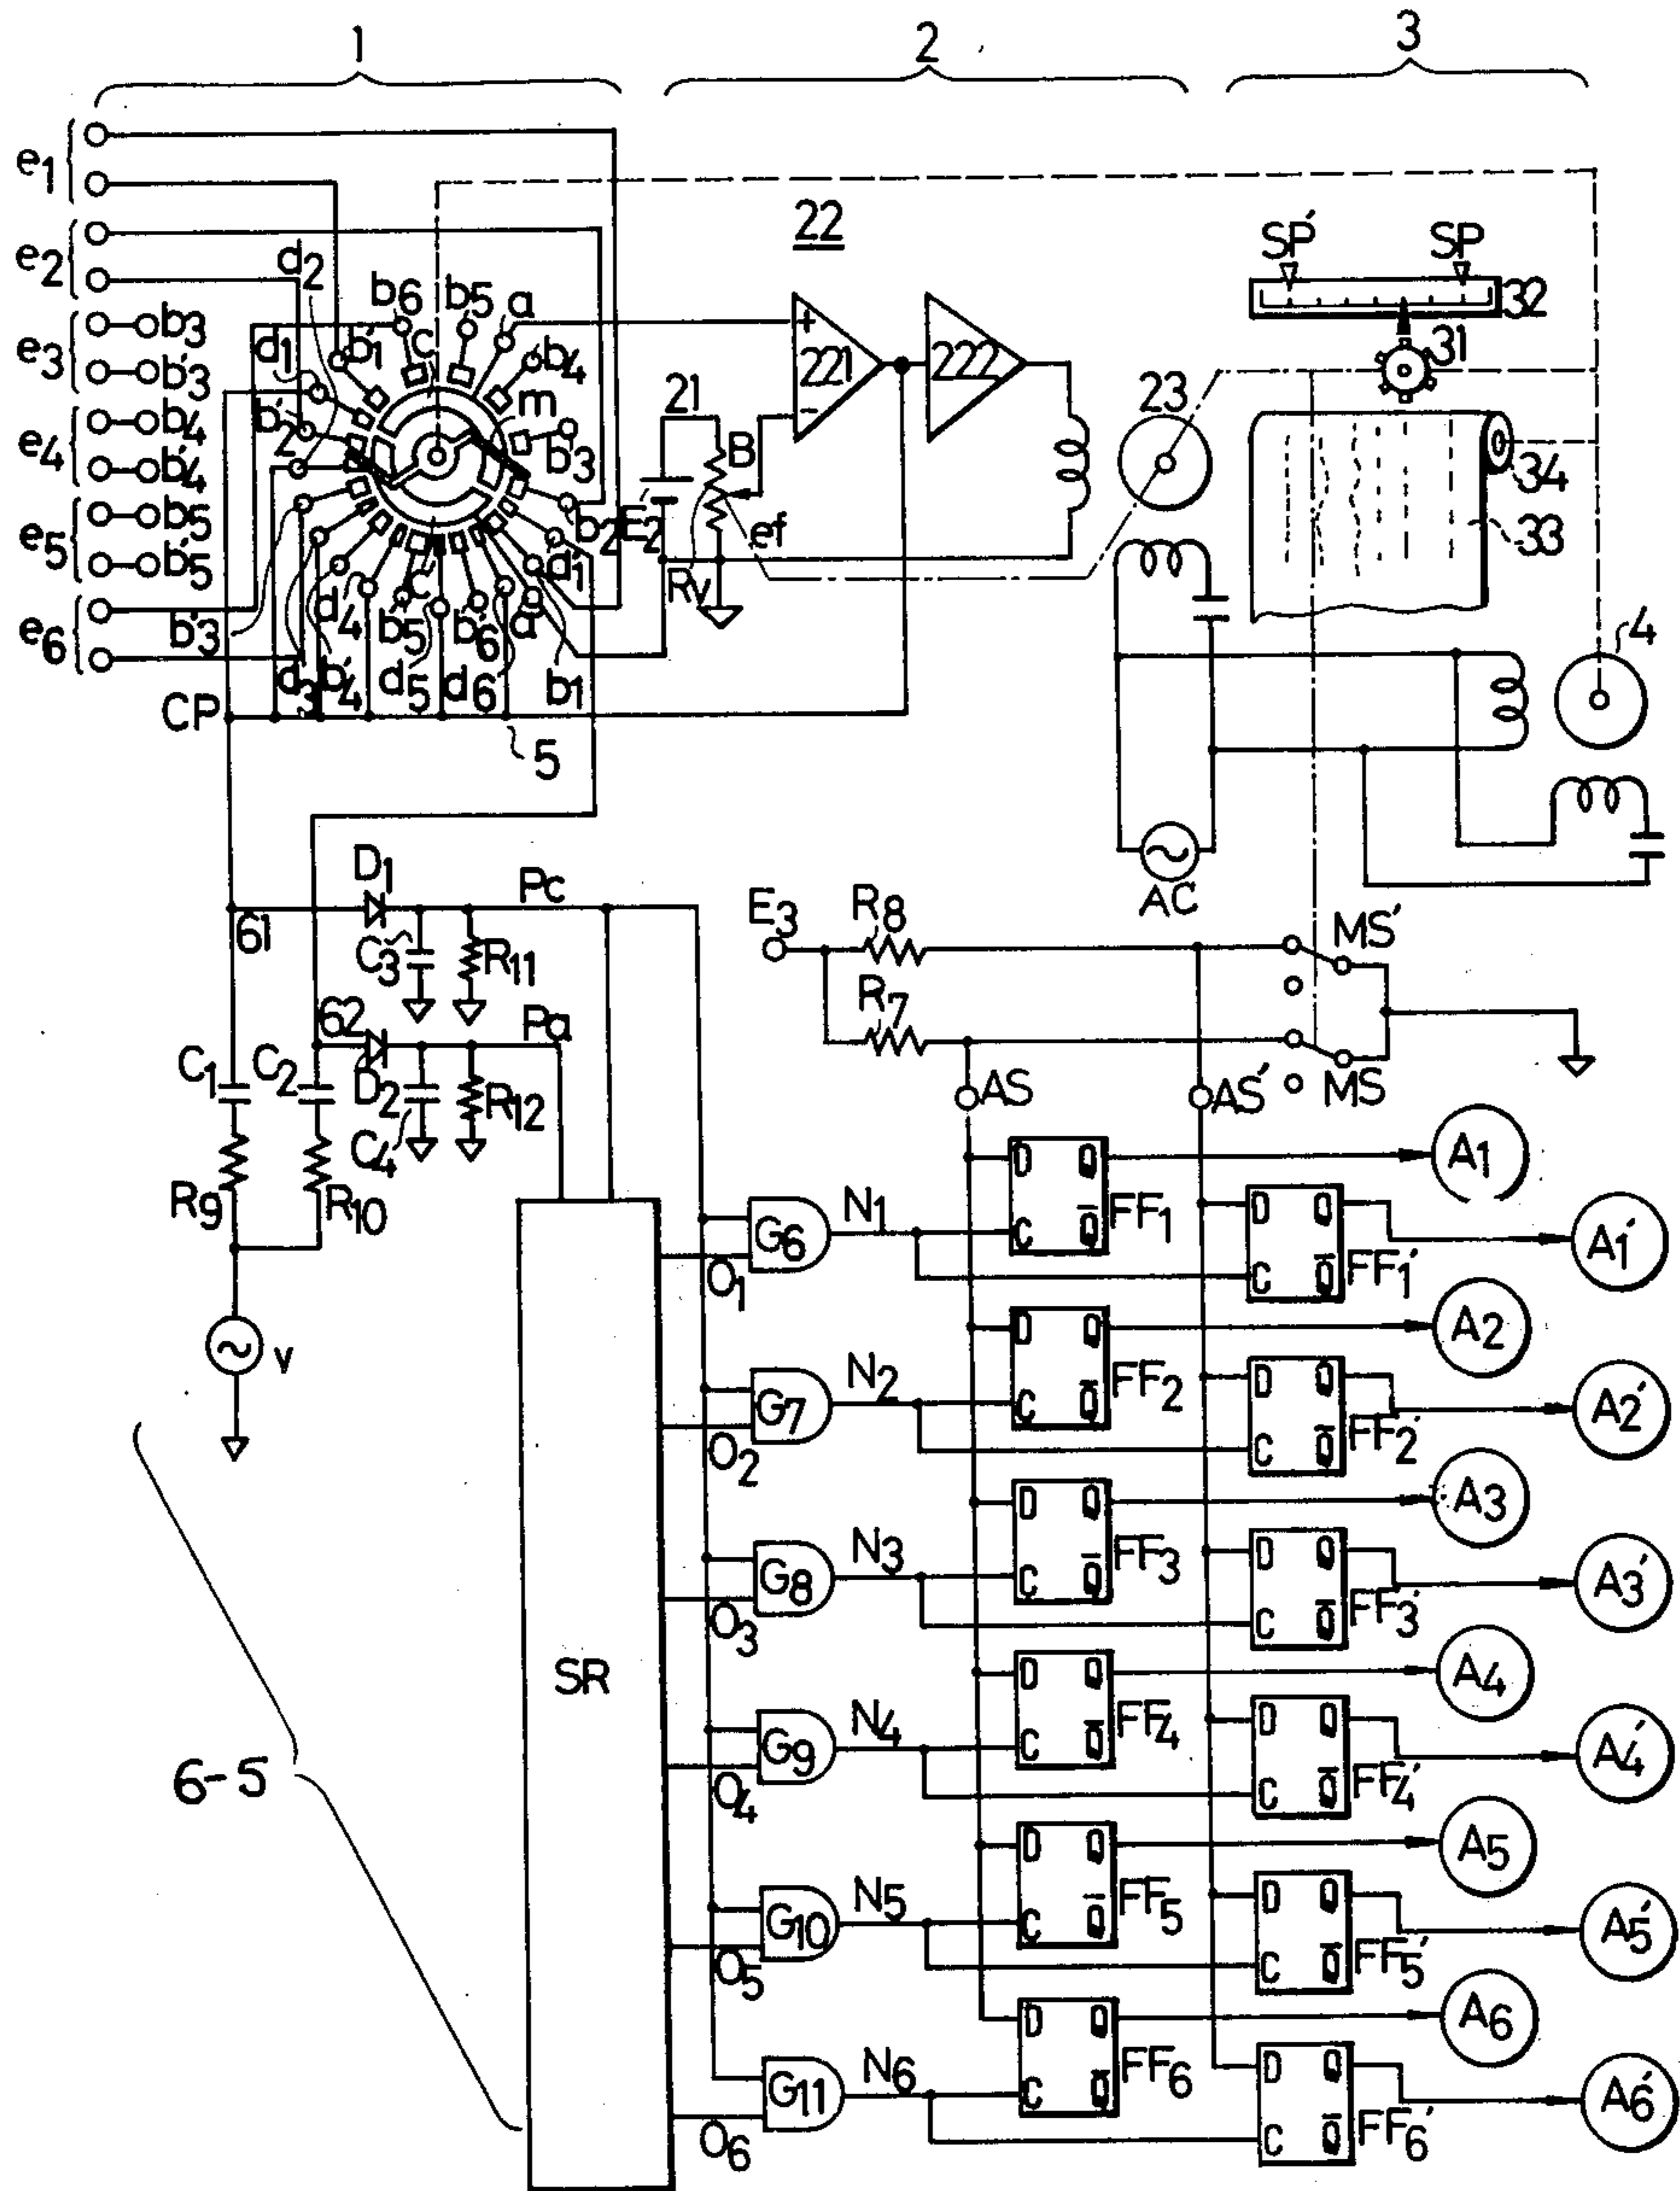 1 2 3
e1
e2
e3
e4
e5
e6
b3
b'3
b4
b'4
b5
b'5
d2
b6 b5 a
d1 b'1 c b4
m
b'2 b3
b2
d'1
b'3 d4 b5 c b'6 a
d3 b'4 d5 d6 b1
CP
5
22
221
222
+
-
21
B
E2
ef
Rv
23
SP' SP
32
31
34
33
4
AC
61
D1
Pc
C3
R11
62
D2
Pa
C4
R12
C1 C2
R9 R10
v
E3
R8
R7
MS'
MS
AS AS'
6-5
SR
G6 N1 O1
D Q C Q̄ FF1 A1
D Q C Q̄ FF1' A1'
G7 N2 O2
D Q C Q̄ FF2 A2
D Q C Q̄ FF2' A2'
G8 N3 O3
D Q C Q̄ FF3 A3
D Q C Q̄ FF3' A3'
G9 N4 O4
D Q C Q̄ FF4 A4
D Q C Q̄ FF4' A4'
G10 N5 O5
D Q C Q̄ FF5 A5
D Q C Q̄ FF5' A5'
G11 N6 O6
D Q C Q̄ FF6 A6
D Q C Q̄ FF6' A6'